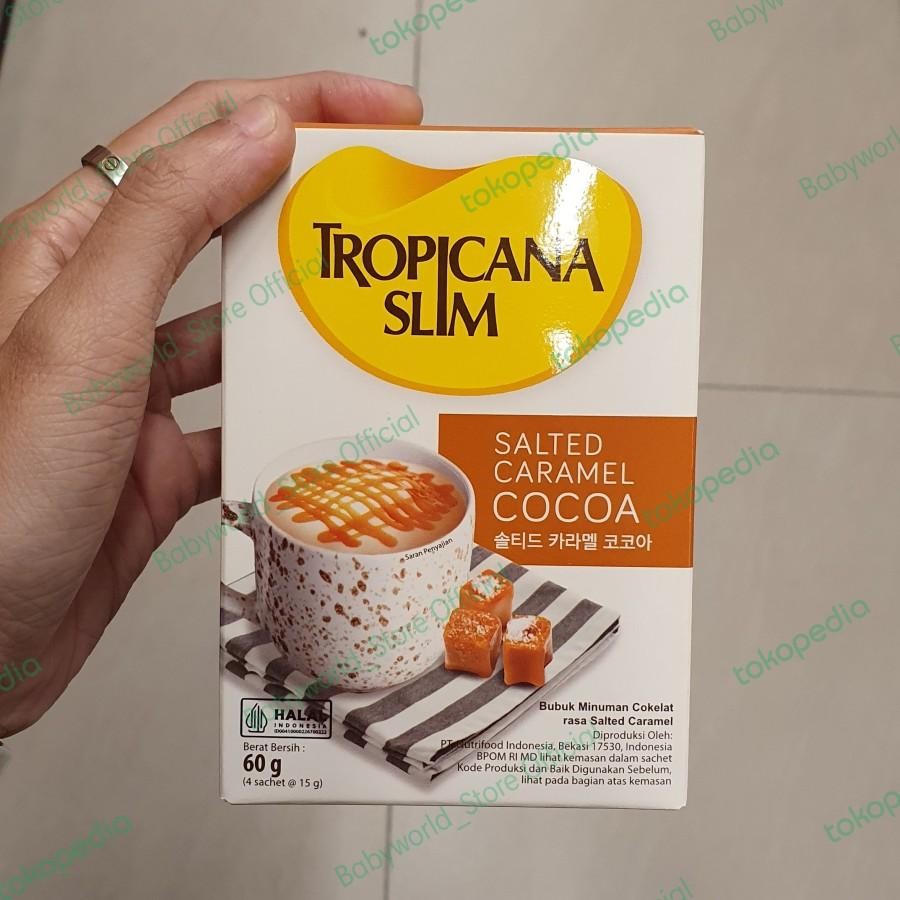 TROPICANA
SLIM
SALTED
CARAMEL
COCOA
솔티드 카라멜 코코아
Saran Penyajian
HALAL
INDONESIA
Berat Bersih :
60 g
(4 sachet @ 15 g)
Bubuk Minuman Cokelat
rasa Salted Caramel
Diproduksi Oleh:
PT Nutrifood Indonesia, Bekasi 17530, Indonesia
BPOM RI MD lihat kemasan dalam sachet
Kode Produksi dan Baik Digunakan Sebelum,
lihat pada bagian atas kemasan
tokopedia
Babyworld_Store Official